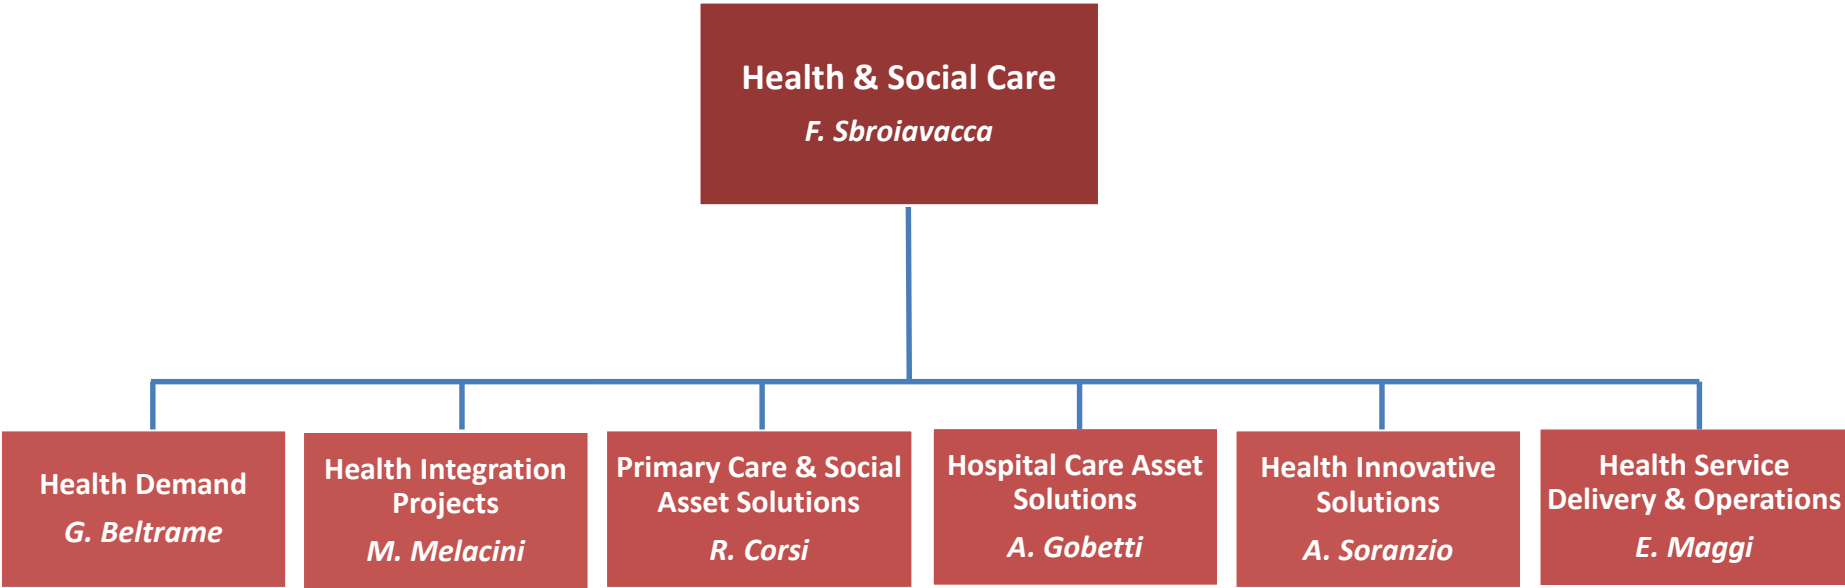 Health & Social Care
F. Sbroiavacca
Health Demand
G. Beltrame
Health Integration
Projects
M. Melacini
Primary Care & Social
Asset Solutions
R. Corsi
Hospital Care Asset
Solutions
A. Gobetti
Health Innovative
Solutions
A. Soranzio
Health Service
Delivery & Operations
E. Maggi